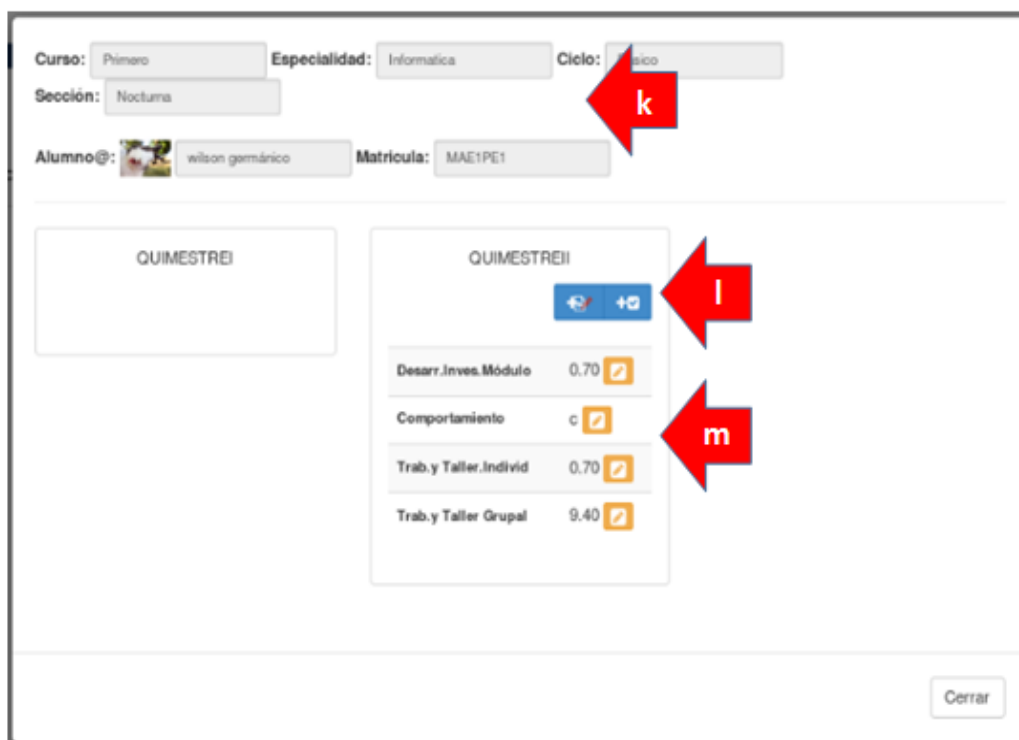 Curso: Primero Especialidad: Informatica Ciclo:
k
Sección: Nocturna
Alumno@: wilson germánico Matricula: MAE1PE1
QUIMESTREI
QUIMESTREII
l
Desarr.Inves.Módulo 0.70
Comportamiento c
m
Trab.y Taller.Individ 0.70
Trab.y Taller Grupal 9.40
Cerrar